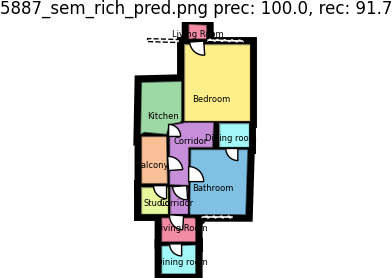 5887_sem_rich_pred.png prec: 100.0, rec: 91.7
Living Room
Bedroom
Kitchen
Corridor
Dining room
alcony
Bathroom
Studio
Corridor
Living Room
Dining room